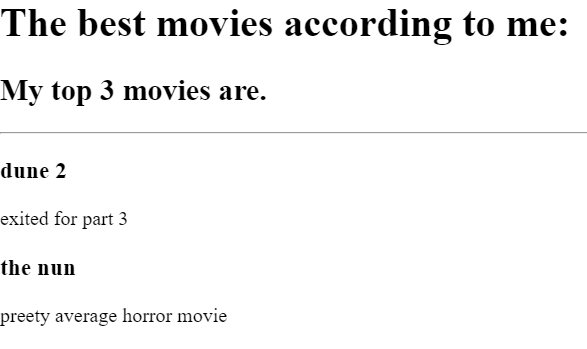 The best movies according to me:
My top 3 movies are.
dune 2
exited for part 3
the nun
preety average horror movie